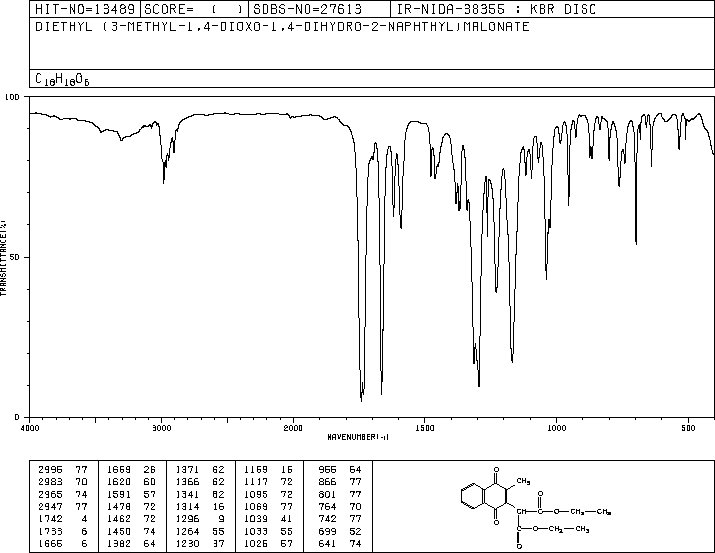 HIT-NO=13489 SCORE= ( ) SDBS-NO=27613 IR-NIDA-38355 : KBR DISC
DIETHYL (3-METHYL-1,4-DIOXO-1,4-DIHYDRO-2-NAPHTHYL)MALONATE
C18H18O6
100
50
0
TRANSMITTANCE(%)
4000 3000 2000 1500 1000 500
WAVENUMBER(-1)
2995 77 1659 26 1371 62 1169 16 955 64
2983 70 1620 60 1366 62 1117 72 866 77
2965 74 1591 57 1341 62 1095 72 801 77
2947 77 1478 72 1314 16 1069 77 764 70
1742 4 1462 72 1296 9 1039 41 742 77
1733 6 1450 74 1264 55 1033 55 699 52
1665 6 1382 64 1230 37 1026 57 641 74
O
CH3
O
CH C O CH2 CH3
C O CH2 CH3
O
O